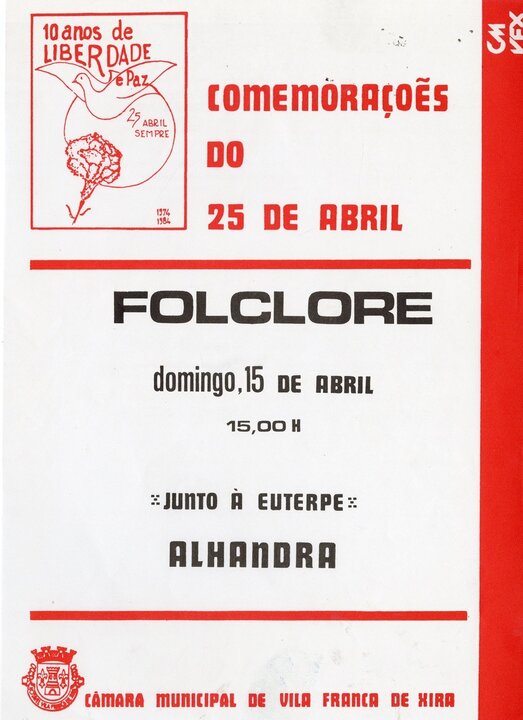 10 anos de
LIBERDADE
e Paz
25 ABRIL
SEMPRE
1974
1984
COMEMORAÇOẼS
DO
25 DE ABRIL
FOLCLORE
domingo, 15 DE ABRIL
15,00 H
JUNTO À EUTERPE
ALHANDRA
CÂMARA MUNICIPAL DE VILA FRANCA DE XIRA